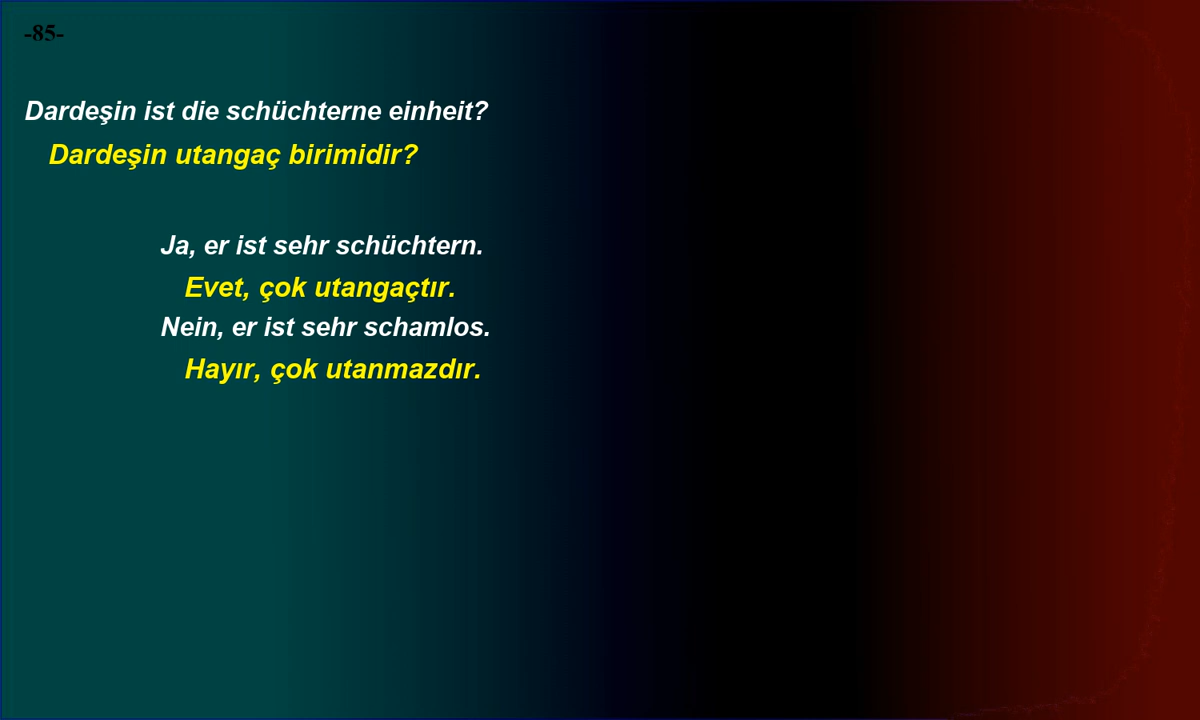 -85-
Dardeşin ist die schüchterne einheit?
Dardeşin utangaç birimidir?
Ja, er ist sehr schüchtern.
Evet, çok utangaçtır.
Nein, er ist sehr schamlos.
Hayır, çok utanmazdır.